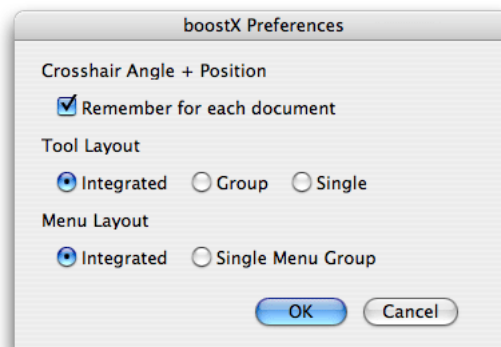 boostX Preferences
Crosshair Angle + Position
Remember for each document
Tool Layout
Integrated Group Single
Menu Layout
Integrated Single Menu Group
OK Cancel